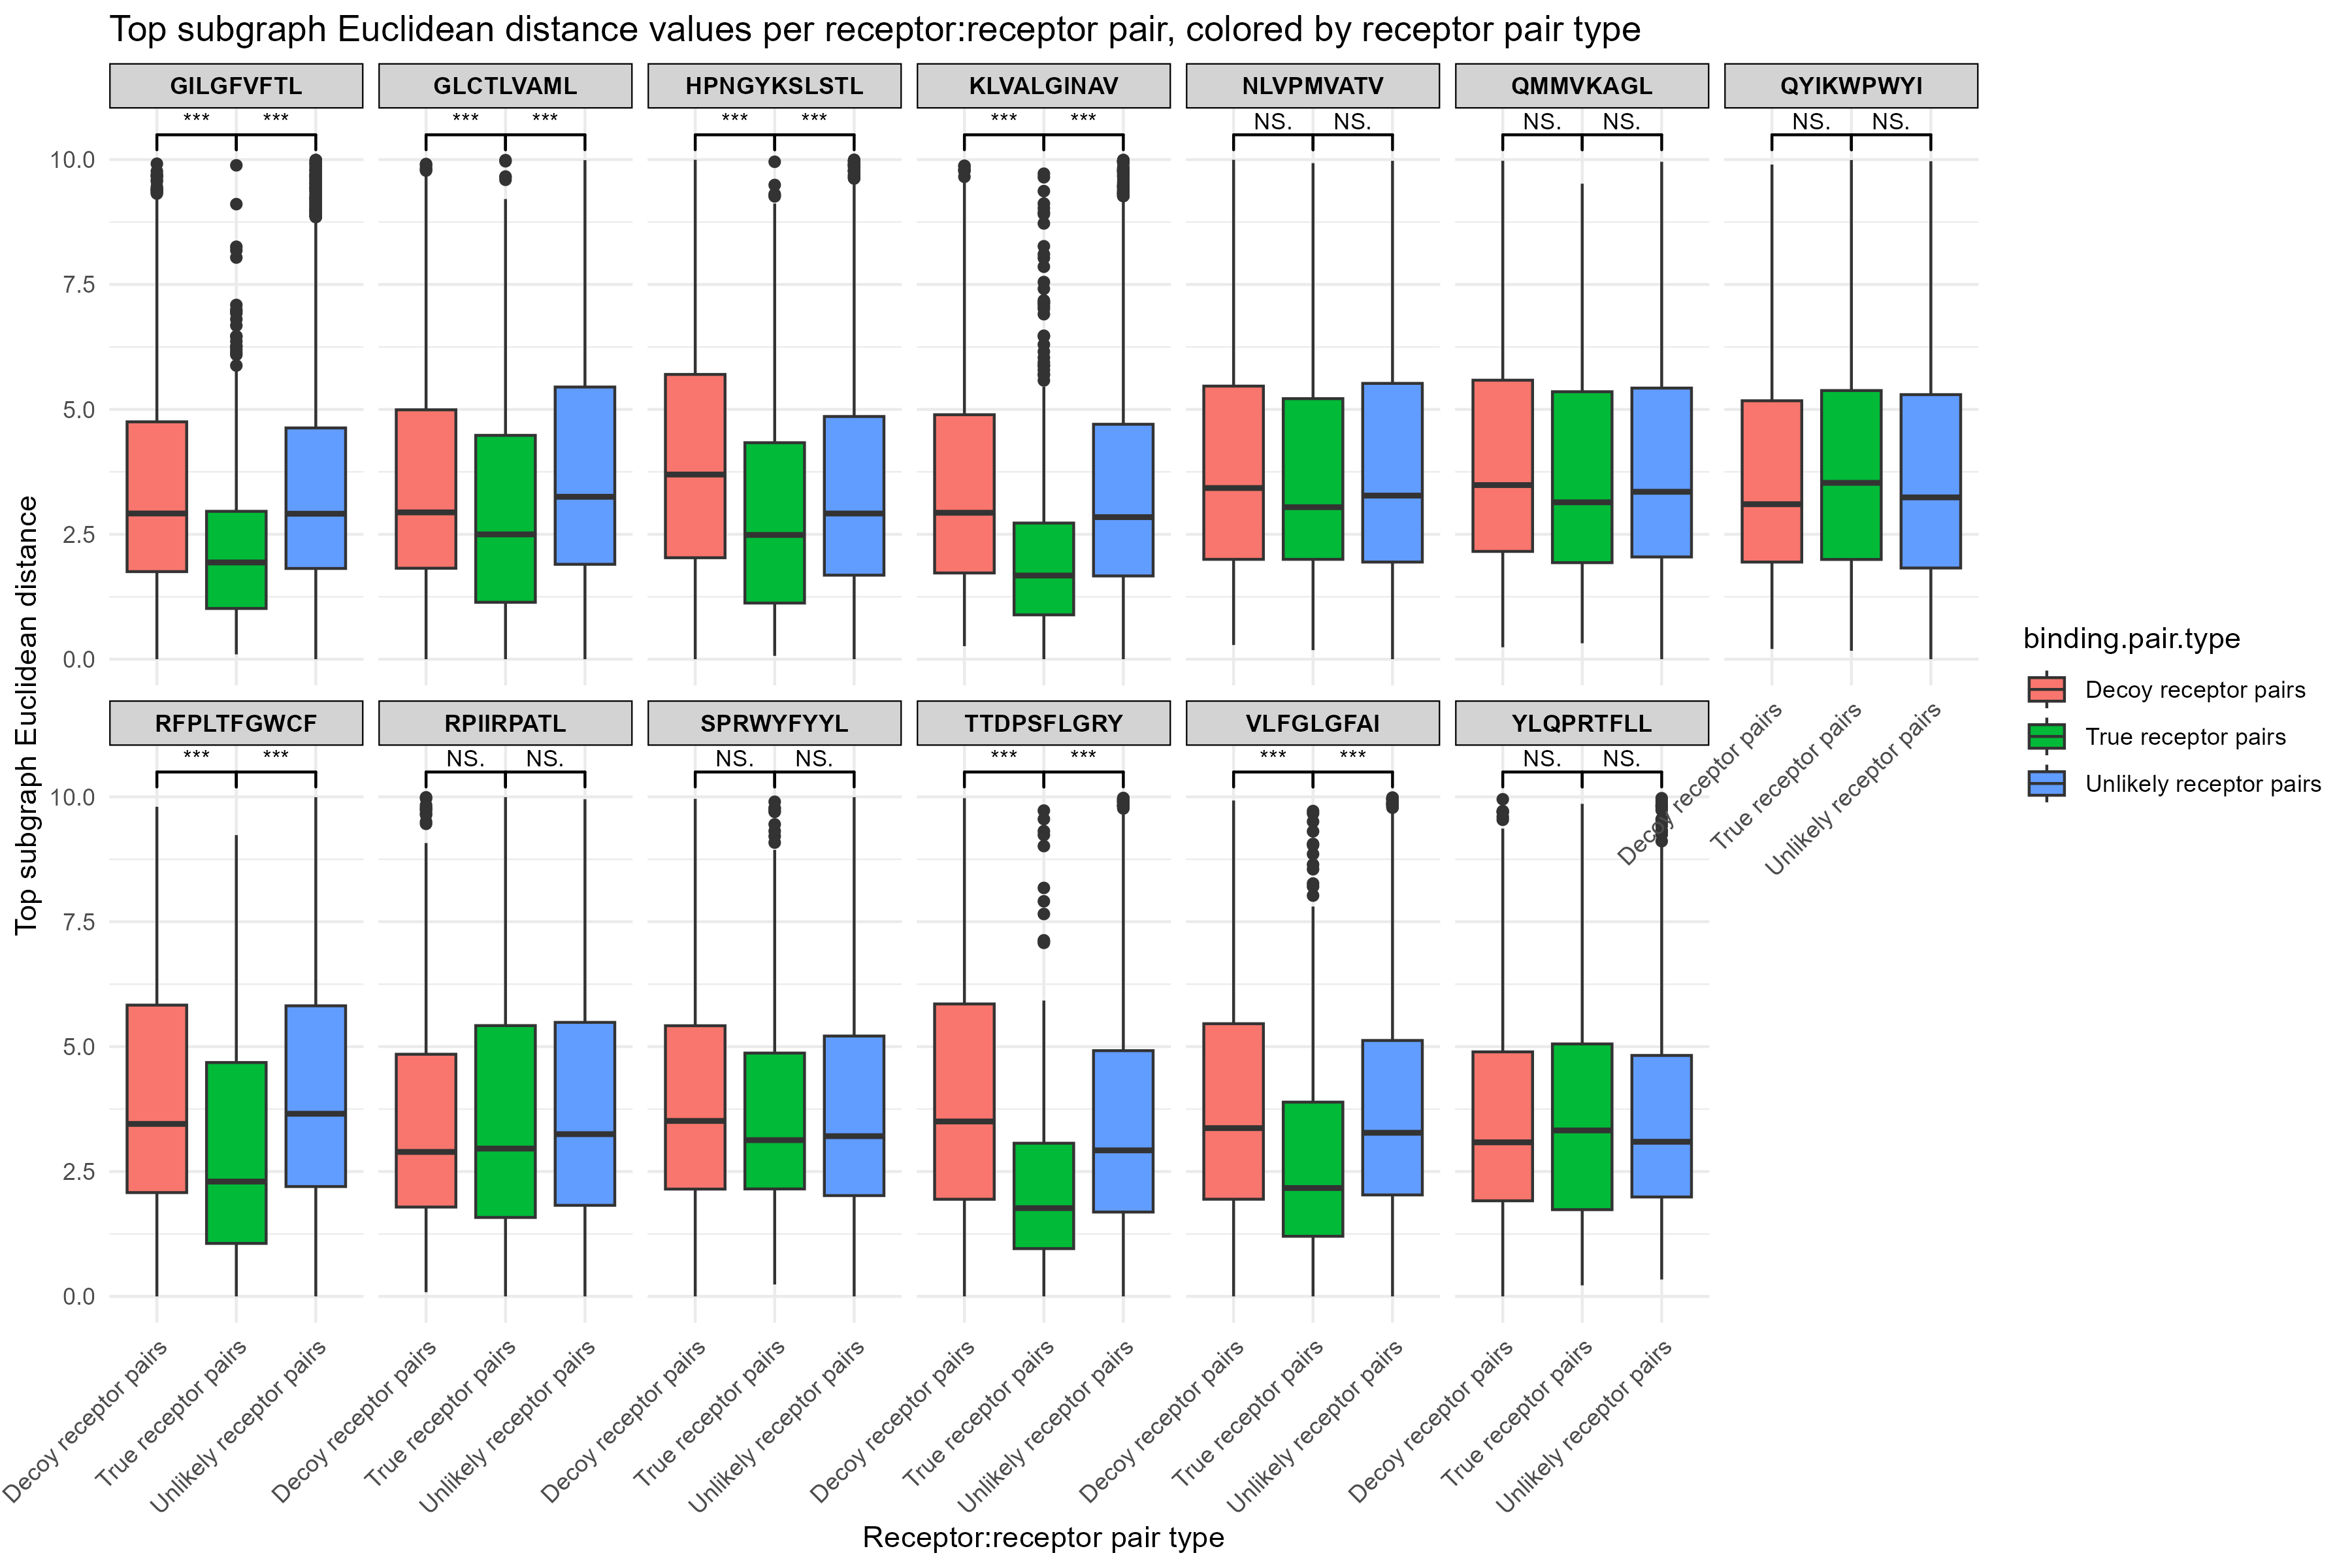 Top subgraph Euclidean distance values per receptor:receptor pair, colored by receptor pair type
GILGFVFTL GLCTLVAML HPNGYKSLSTL KLVALGINAV NLVPMVATV QMMVKAGL QYIKWPWYI
*** *** *** *** *** *** *** *** NS. NS. NS. NS. NS. NS.
10.0
7.5
5.0
2.5
0.0
Decoy receptor pairs
True receptor pairs
Unlikely receptor pairs
Top subgraph Euclidean distance
binding.pair.type
Decoy receptor pairs
True receptor pairs
Unlikely receptor pairs
RFPLTFGWCF RPIIRPATL SPRWYFYYL TTDPSFLGRY VLFGLGFAI YLQPRTFLL
*** *** NS. NS. NS. NS. *** *** *** *** NS. NS.
10.0
7.5
5.0
2.5
0.0
Decoy receptor pairs
True receptor pairs
Unlikely receptor pairs
Decoy receptor pairs
True receptor pairs
Unlikely receptor pairs
Decoy receptor pairs
True receptor pairs
Unlikely receptor pairs
Decoy receptor pairs
True receptor pairs
Unlikely receptor pairs
Decoy receptor pairs
True receptor pairs
Unlikely receptor pairs
Decoy receptor pairs
True receptor pairs
Unlikely receptor pairs
Receptor:receptor pair type